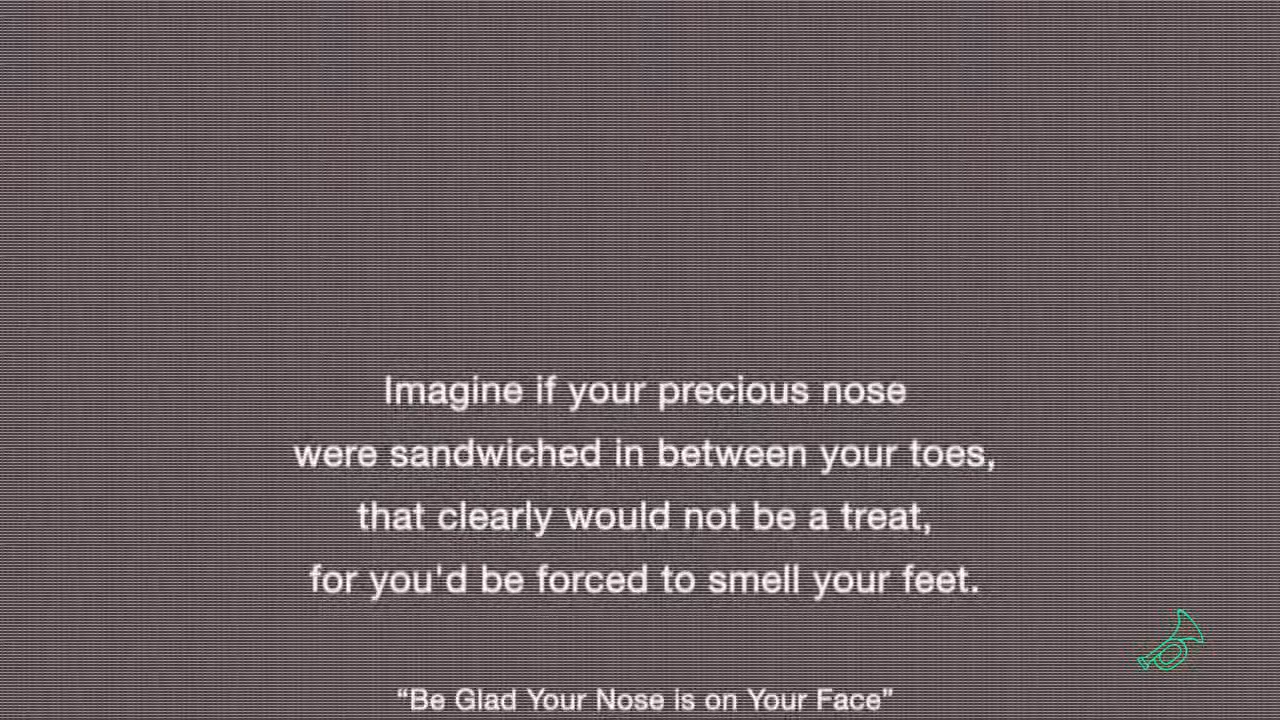 Imagine if your precious nose
were sandwiched in between your toes,
that clearly would not be a treat,
for you'd be forced to smell your feet.
“Be Glad Your Nose is on Your Face”